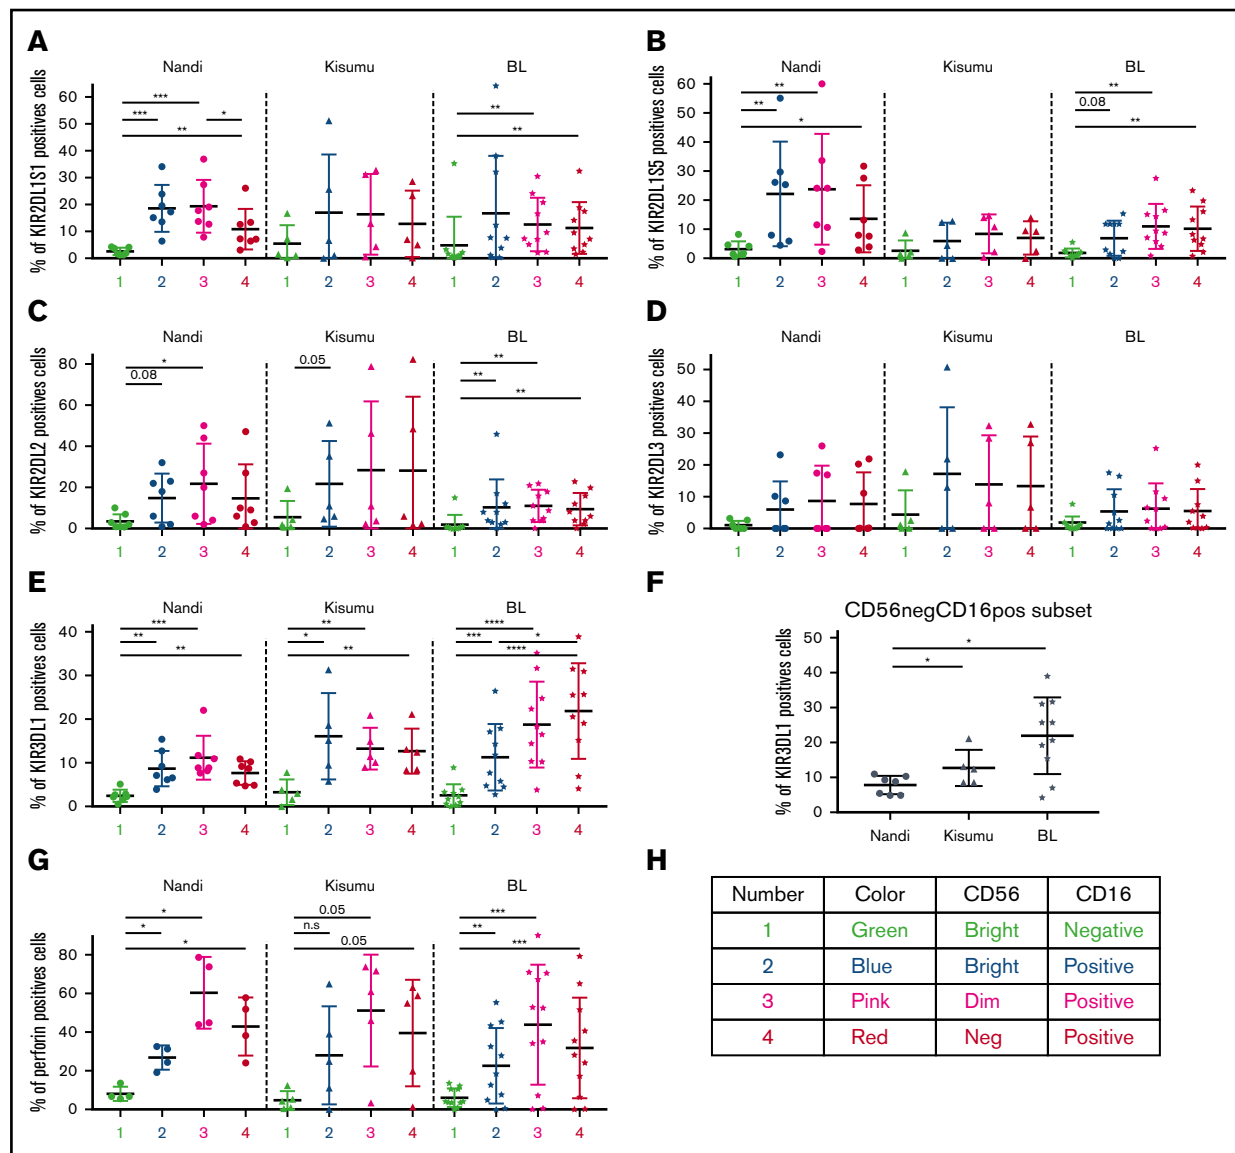 A
Nandi Kisumu BL
% of KIR2DL1S1 positives cells
60
50
40
30
20
10
0
*** *** ** *
** **
1 2 3 4 1 2 3 4 1 2 3 4
B
Nandi Kisumu BL
% of KIR2DL1S5 positives cells
60
50
40
30
20
10
0
** ** *
** 0.08 **
1 2 3 4 1 2 3 4 1 2 3 4
C
Nandi Kisumu BL
% of KIR2DL2 positives cells
80
60
40
20
0
* 0.08
0.05
** ** **
1 2 3 4 1 2 3 4 1 2 3 4
D
Nandi Kisumu BL
% of KIR2DL3 positives cells
50
40
30
20
10
0
1 2 3 4 1 2 3 4 1 2 3 4
E
Nandi Kisumu BL
% of KIR3DL1 positives cells
40
30
20
10
0
*** ** **
** * **
**** *** * ****
1 2 3 4 1 2 3 4 1 2 3 4
F
CD56negCD16pos subset
% of KIR3DL1 positives cells
50
40
30
20
10
0
*
*
Nandi Kisumu BL
G
Nandi Kisumu BL
% of perforin positives cells
80
60
40
20
0
* * *
0.05 n.s 0.05
*** ** ***
1 2 3 4 1 2 3 4 1 2 3 4
H
Number Color CD56 CD16
1 Green Bright Negative
2 Blue Bright Positive
3 Pink Dim Positive
4 Red Neg Positive